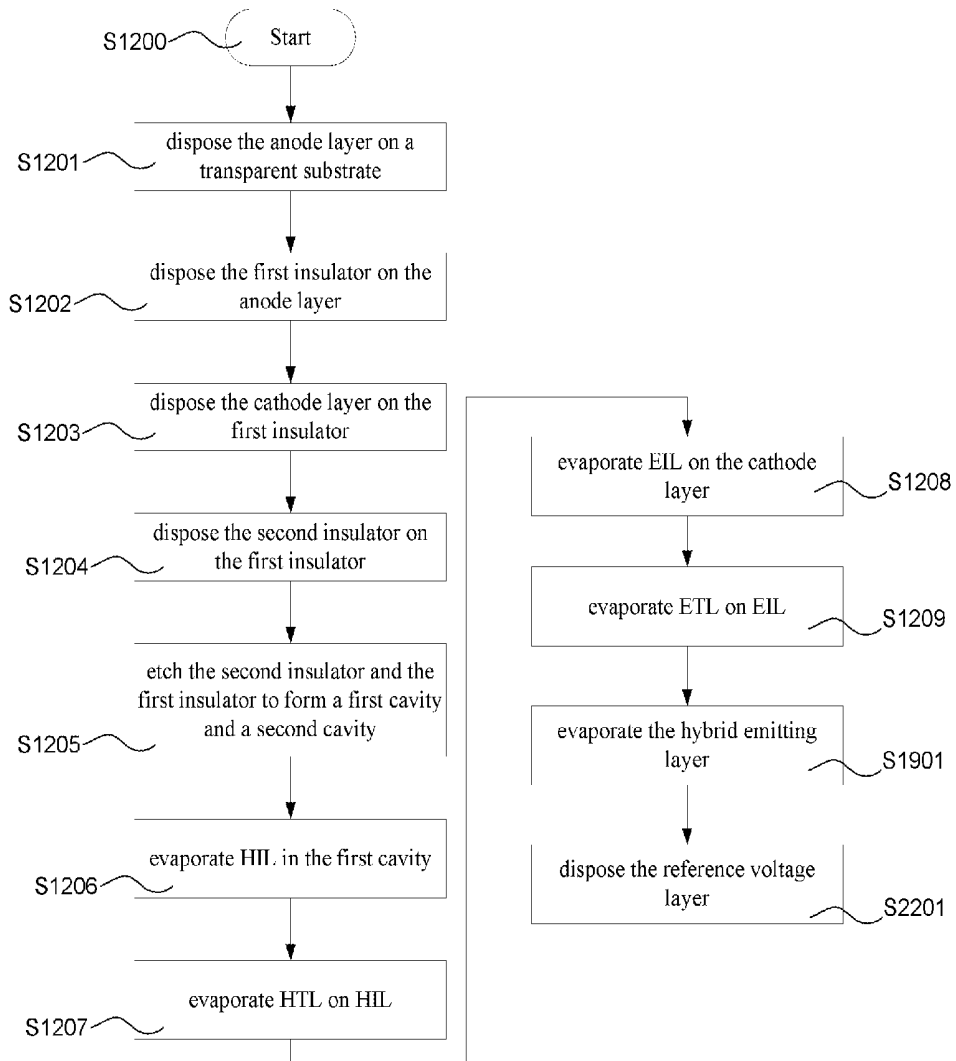 S1200
Start
S1201
dispose the anode layer on a
transparent substrate
S1202
dispose the first insulator on the
anode layer
S1203
dispose the cathode layer on the
first insulator
S1204
dispose the second insulator on
the first insulator
S1205
etch the second insulator and the
first insulator to form a first cavity
and a second cavity
S1206
evaporate HIL in the first cavity
S1207
evaporate HTL on HIL
evaporate EIL on the cathode
layer
S1208
evaporate ETL on EIL
S1209
evaporate the hybrid emitting
layer
S1901
dispose the reference voltage
layer
S2201